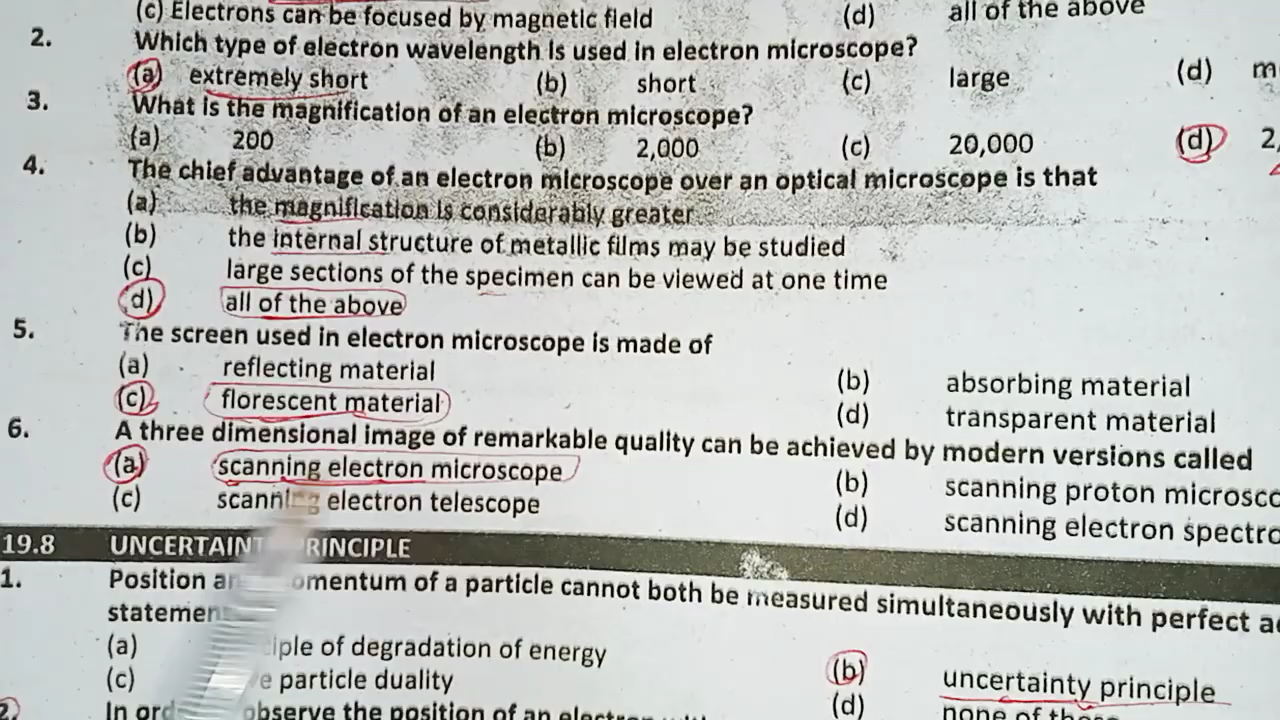 (c) Electrons can be focused by magnetic field (d) all of the above
2. Which type of electron wavelength is used in electron microscope?
(a) extremely short (b) short (c) large (d)
3. What is the magnification of an electron microscope?
(a) 200 (b) 2,000 (c) 20,000 (d)
4. The chief advantage of an electron microscope over an optical microscope is that
(a) the magnification is considerably greater
(b) the internal structure of metallic films may be studied
(c) large sections of the specimen can be viewed at one time
(d) all of the above
5. The screen used in electron microscope is made of
(a) reflecting material (b) absorbing material
(c) florescent material (d) transparent material
6. A three dimensional image of remarkable quality can be achieved by modern versions called
(a) scanning electron microscope (b) scanning proton
(c) scanning electron telescope (d) scanning electron
19.8 UNCERTAINT RINCIPLE
1. Position omentum of a particle cannot both be measured simultaneously with perfect
statemen
(a) iple of degradation of energy (b) uncertainty principle
(c) e particle duality (d) none of
2. In observe the position of an